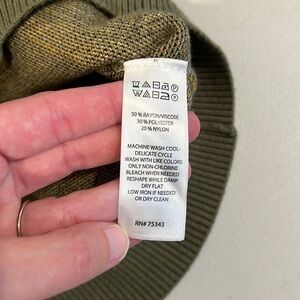 50 % RAYON/VISCOSE
30 % POLYESTER
20 % NYLON
MACHINE WASH COOL-
DELICATE CYCLE
WASH WITH LIKE COLORS
ONLY NON-CHLORINE
BLEACH WHEN NEEDED
RESHAPE WHILE DAMP
DRY FLAT
LOW IRON IF NEEDED
OR DRY CLEAN
RN# 75343